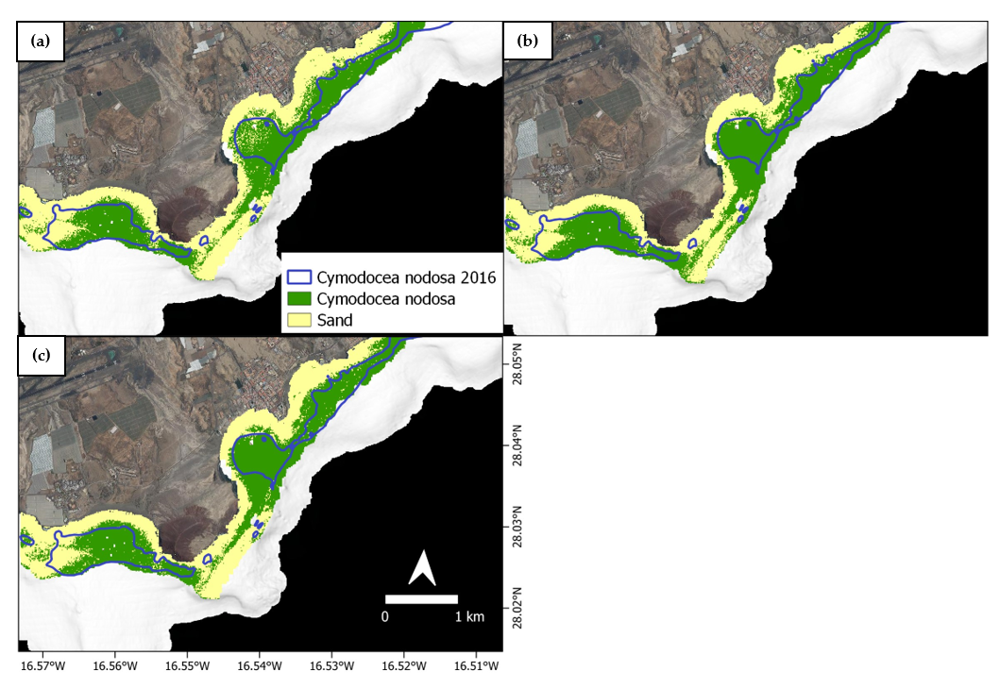 (a)
(b)
Cymodocea nodosa 2016
Cymodocea nodosa
Sand
(c)
28.05°N
28.04°N
28.03°N
28.02°N
0 1 km
16.57°W 16.56°W 16.55°W 16.54°W 16.53°W 16.52°W 16.51°W